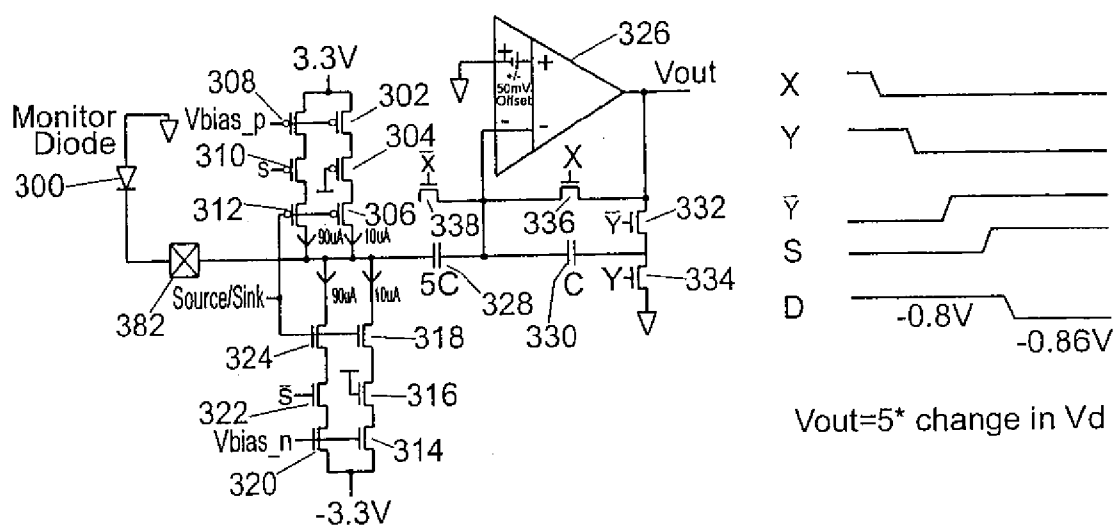 326
3.3V
Vout
308
302
Monitor
Diode
Vbias_p
+
+/-
50mV
Offset
+
-
-
304
310
S
300
X̄
X
312
306
338
336
Ȳ
332
90uA
10uA
5C
328
C
330
Y
334
382
Source/Sink
90uA
10uA
324
318
S̄
322
316
Vbias_n
320
314
-3.3V
X
Y
Ȳ
S
D
-0.8V
-0.86V
Vout=5* change in Vd